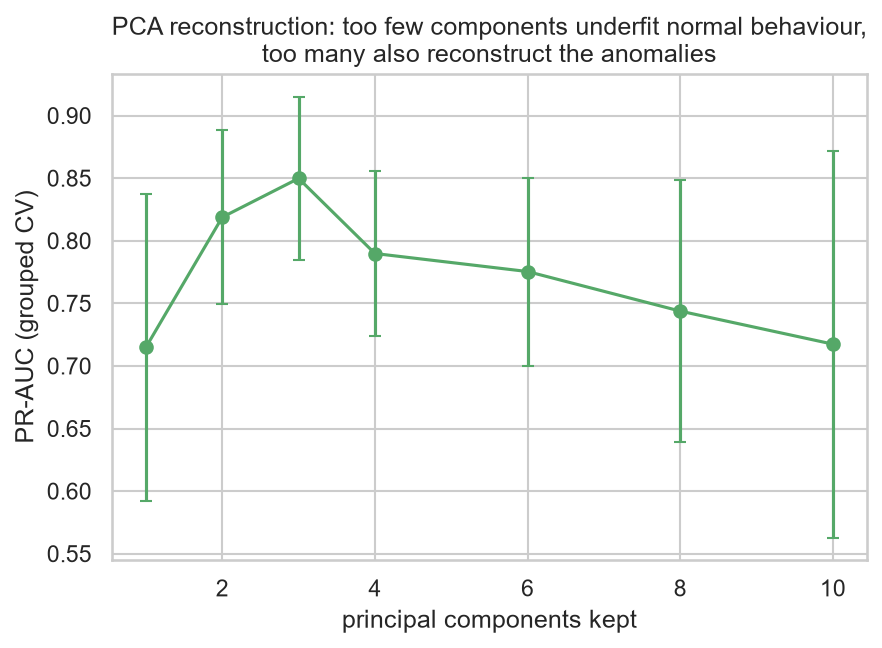 PCA reconstruction: too few components underfit normal behaviour,
too many also reconstruct the anomalies
PR-AUC (grouped CV)
0.90
0.85
0.80
0.75
0.70
0.65
0.60
0.55
2 4 6 8 10
principal components kept